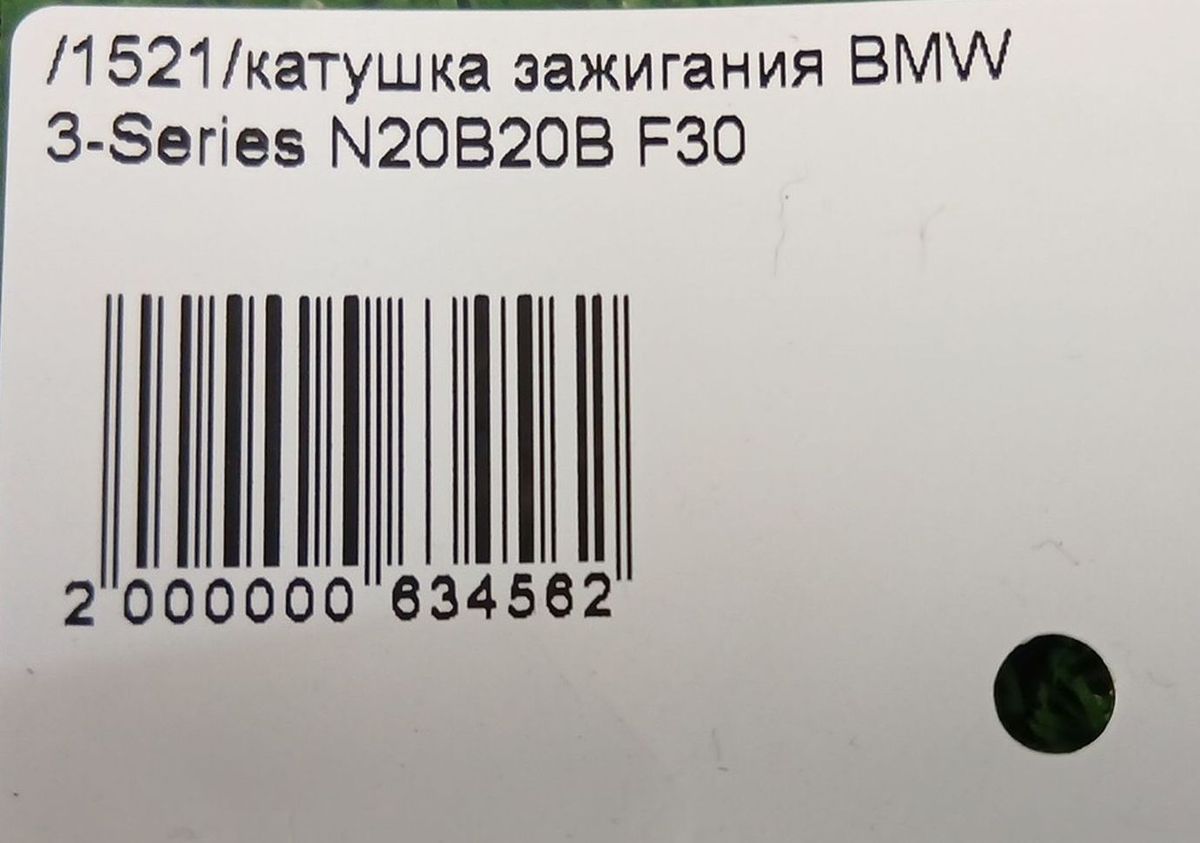 /1521/катушка зажигания BMW
3-Series N20B20B F30
2 000000 634562